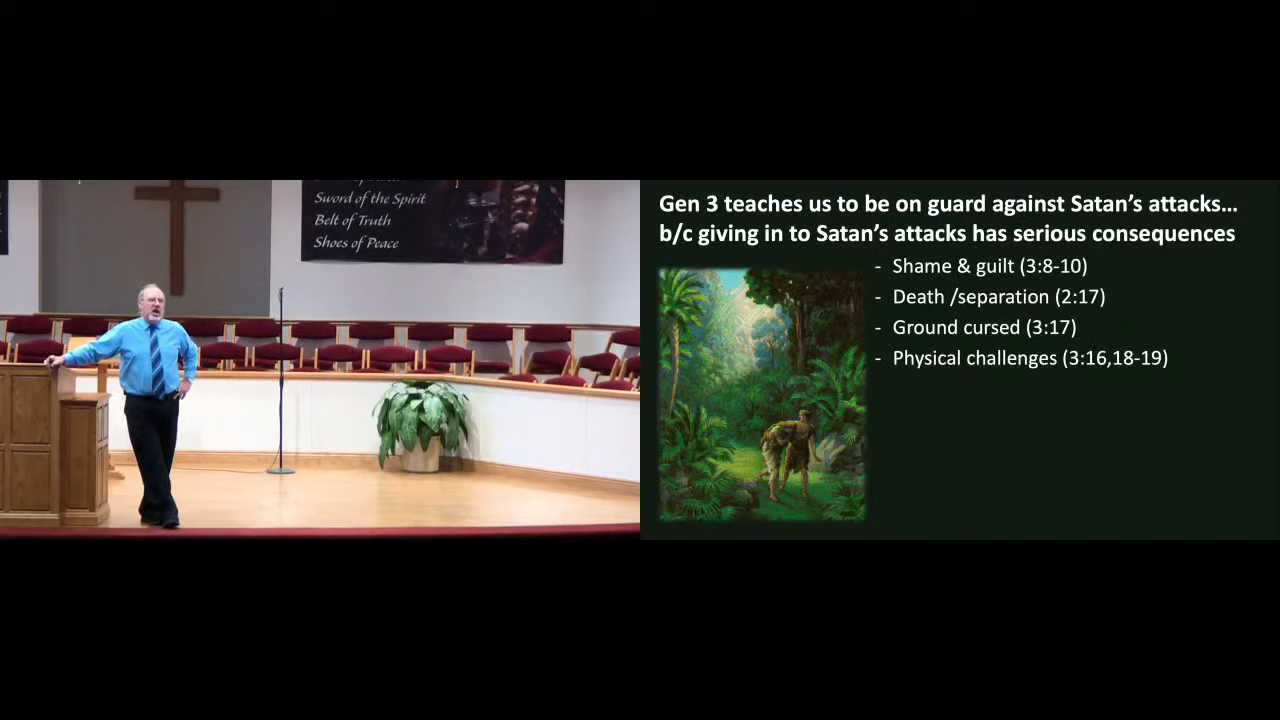 Sword of the Spirit
Belt of Truth
Shoes of Peace
Gen 3 teaches us to be on guard against Satan's attacks…
b/c giving in to Satan's attacks has serious consequences
- Shame & guilt (3:8-10)
- Death /separation (2:17)
- Ground cursed (3:17)
- Physical challenges (3:16,18-19)